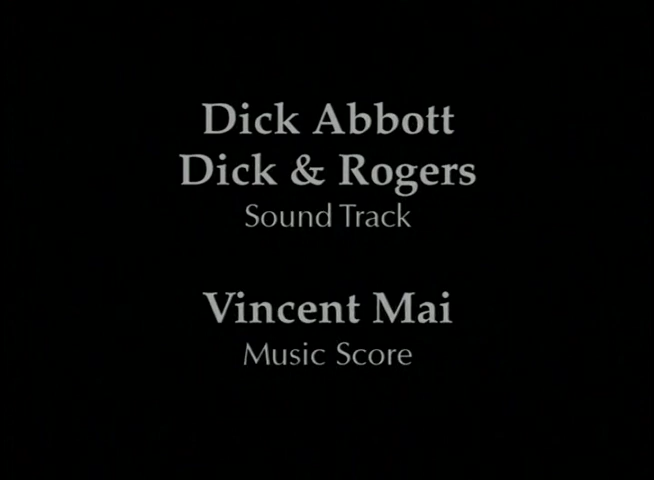 Dick Abbott
Dick & Rogers
Sound Track
Vincent Mai
Music Score